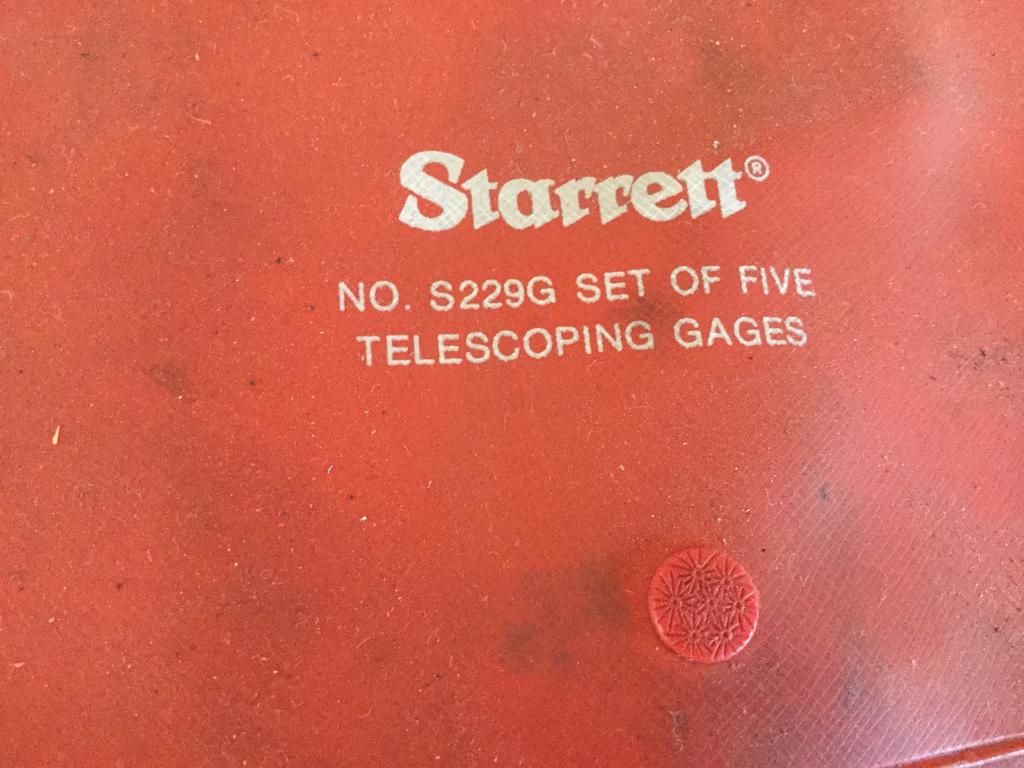 Starrett®
NO. S229G SET OF FIVE
TELESCOPING GAGES